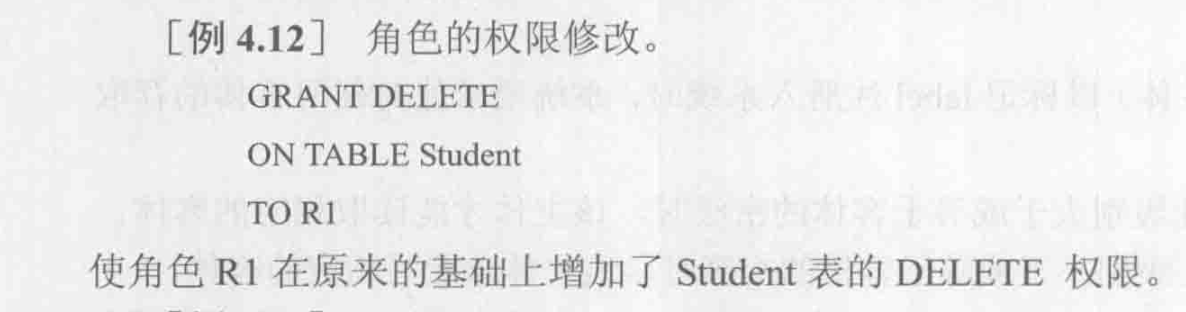 ［例 4.12］ 角色的权限修改。
GRANT DELETE
ON TABLE Student
TO R1
使角色 R1 在原来的基础上增加了 Student 表的 DELETE 权限。